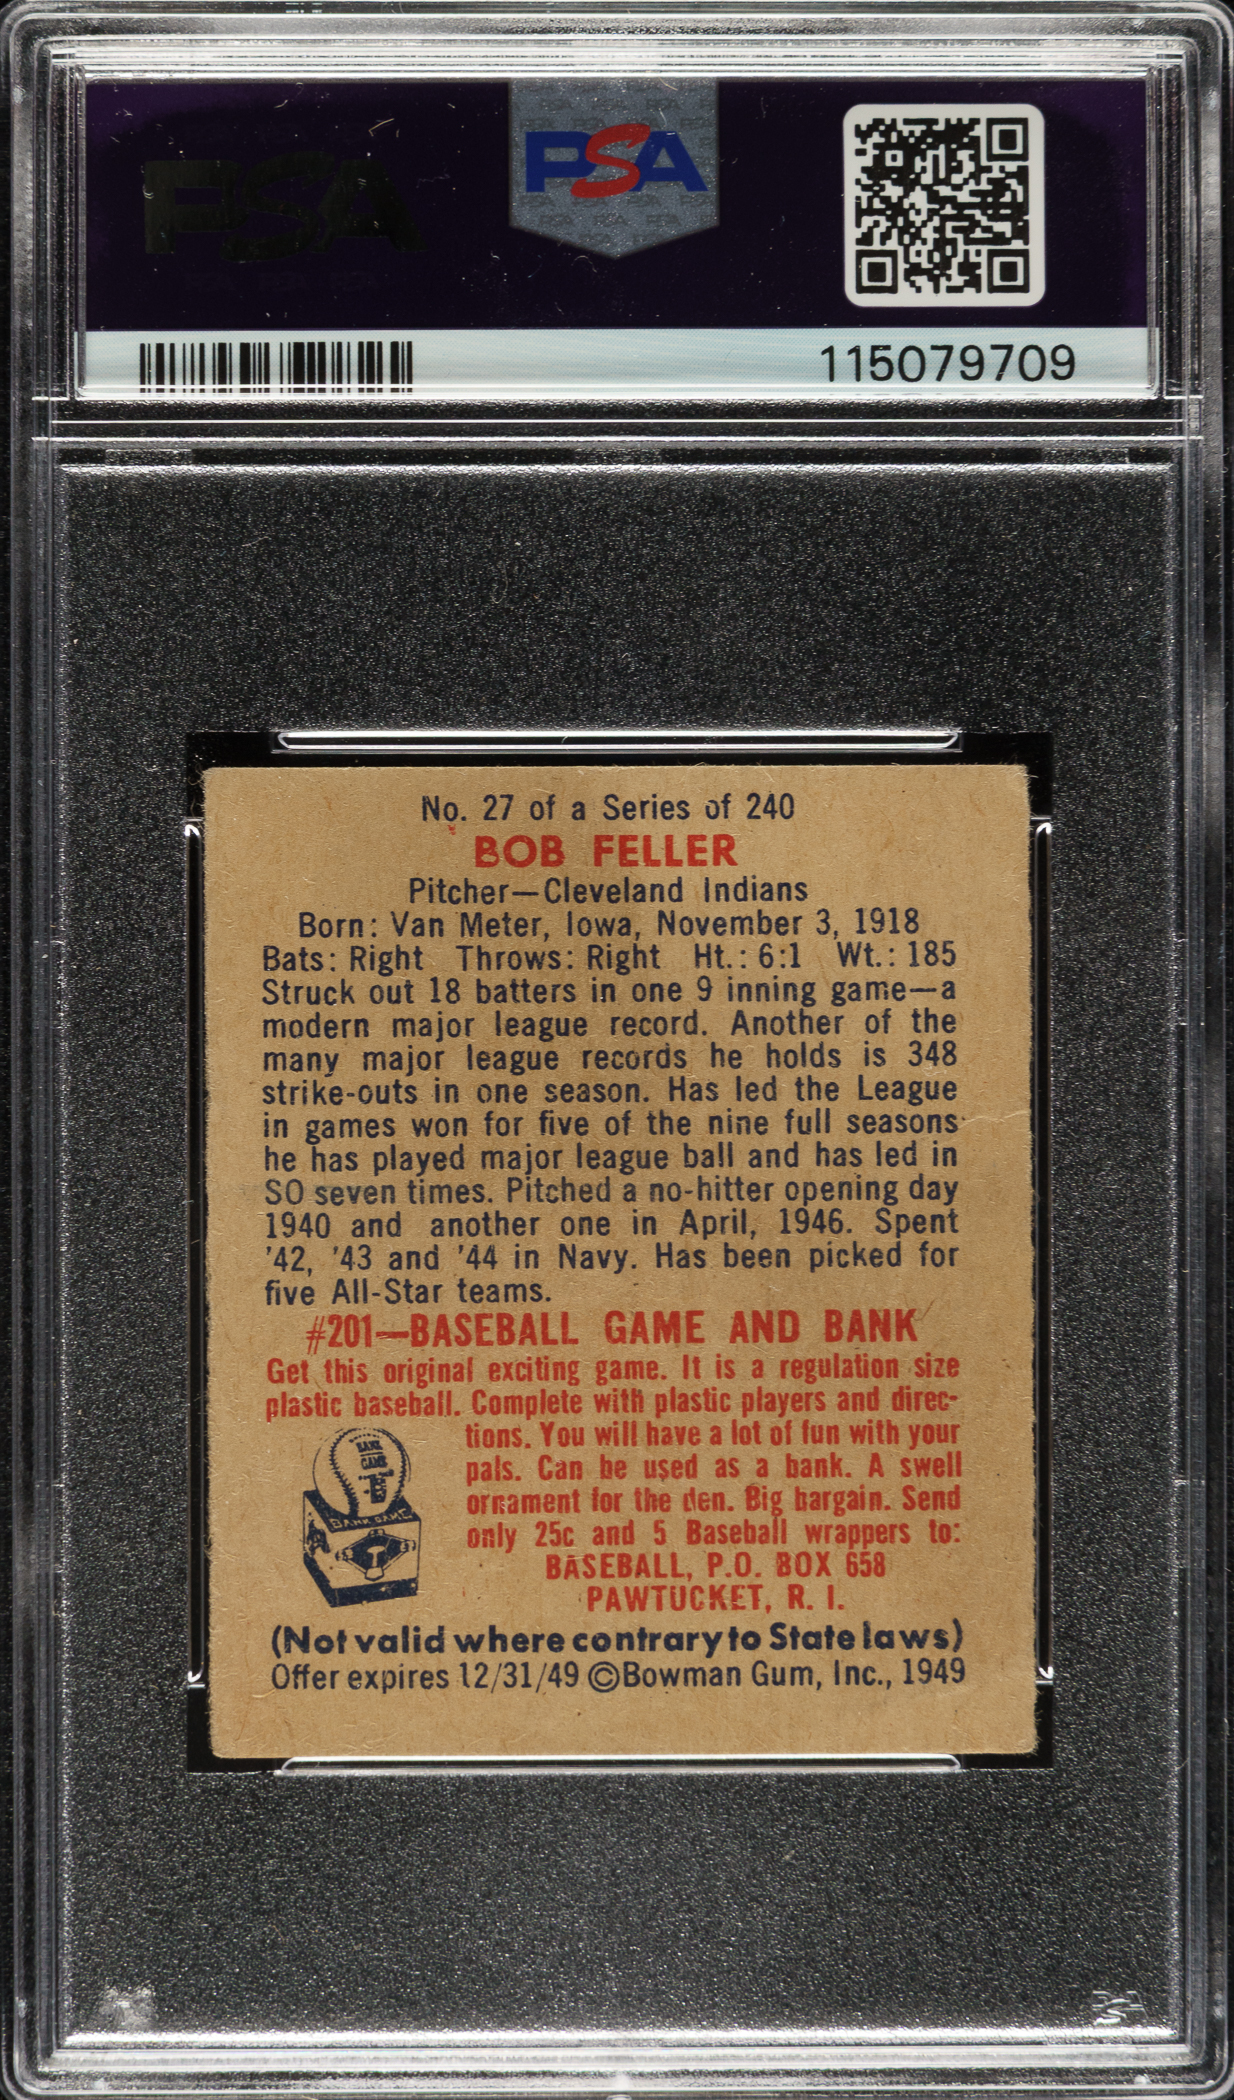 PSA
PSA
115079709
No. 27 of a Series of 240
BOB FELLER
Pitcher—Cleveland Indians
Born: Van Meter, Iowa, November 3, 1918
Bats: Right Throws: Right Ht.: 6:1 Wt.: 185
Struck out 18 batters in one 9 inning game—a
modern major league record. Another of the
many major league records he holds is 348
strike-outs in one season. Has led the League
in games won for five of the nine full seasons
he has played major league ball and has led in
SO seven times. Pitched a no-hitter opening day
1940 and another one in April, 1946. Spent
'42, '43 and '44 in Navy. Has been picked for
five All-Star teams.
#201—BASEBALL GAME AND BANK
Get this original exciting game. It is a regulation size
plastic baseball. Complete with plastic players and direc-
tions. You will have a lot of fun with your
pals. Can be used as a bank. A swell
ornament for the den. Big bargain. Send
only 25c and 5 Baseball wrappers to:
BASEBALL, P.O. BOX 658
PAWTUCKET, R. I.
BANK
GAME
BANK GAME
(Not valid where contrary to State laws)
Offer expires 12/31/49 ©Bowman Gum, Inc., 1949